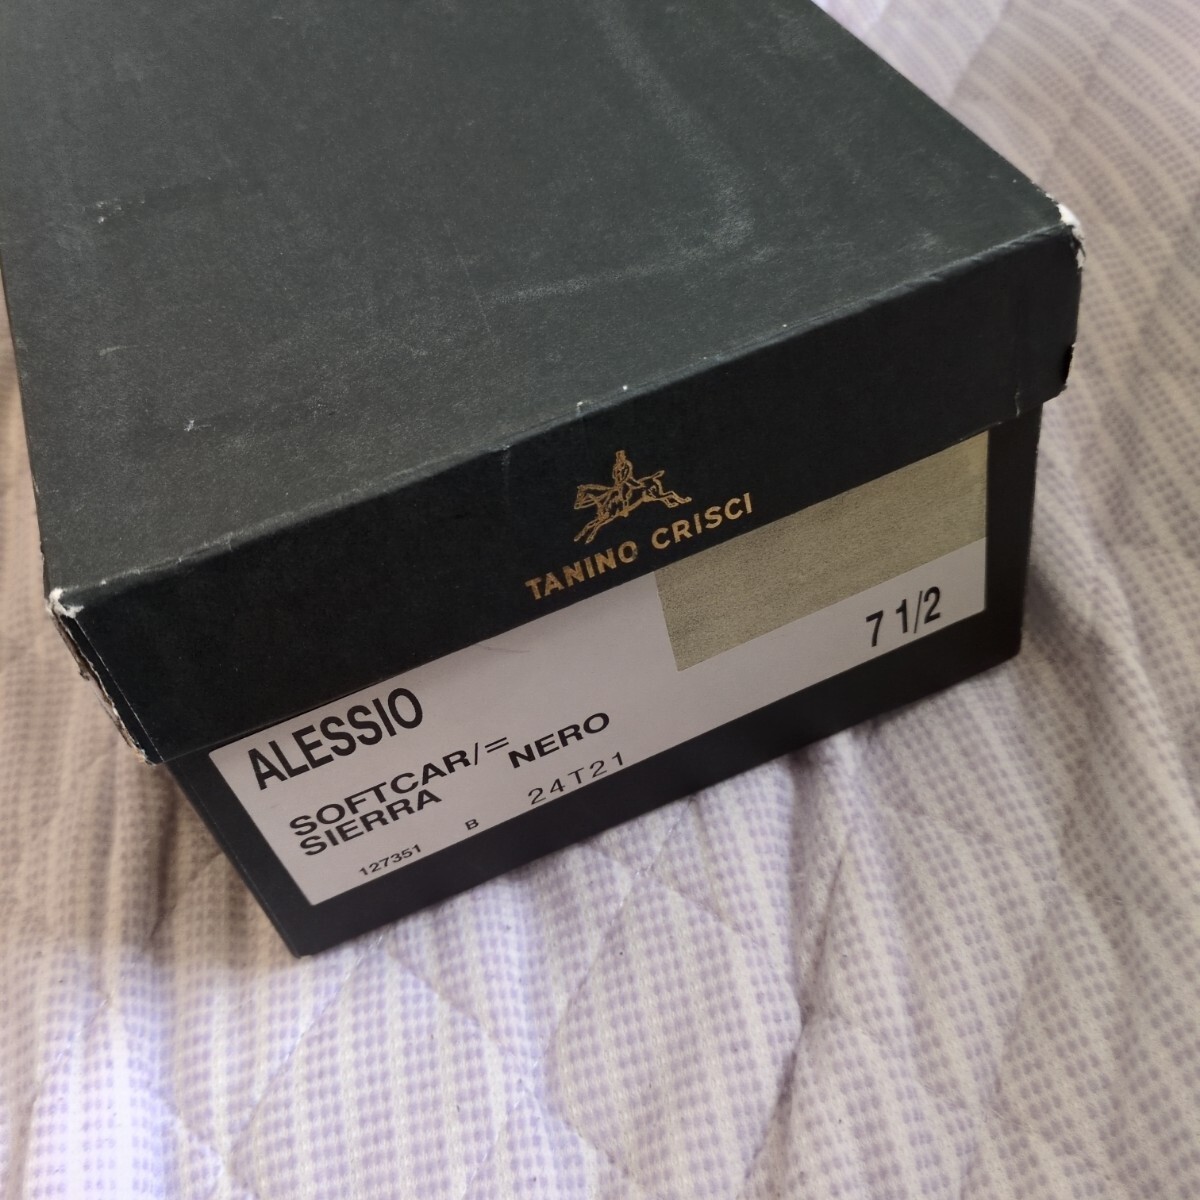 TANINO CRISCI
7 1/2
ALESSIO
SOFTCAR/= NERO
SIERRA
127351 B 24T21